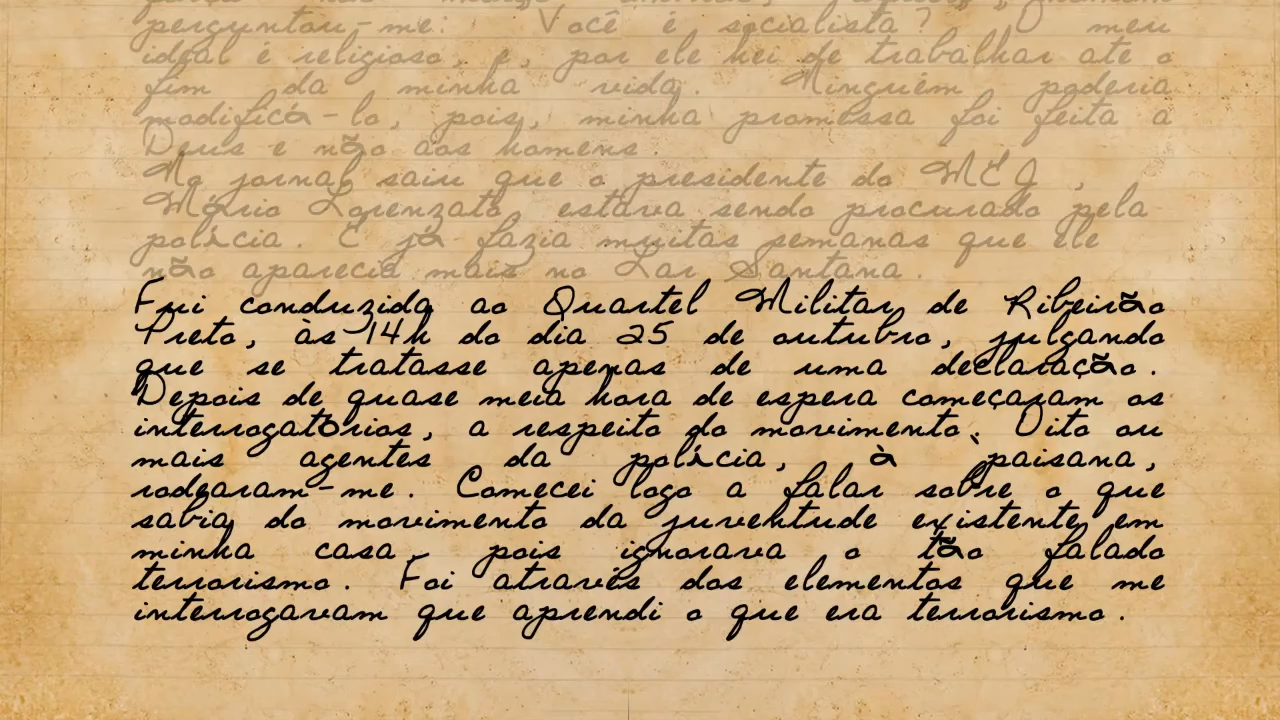 perguntou-me: Você é socialista? O meu
ideal é religioso, e, por ele hei de trabalhar até o
fim da minha vida. Ninguém poderia
modificá-lo, pois, minha promessa foi feita a
Deus e não aos homens.
No jornal saiu que o presidente do MEJ,
Mário Lorenzato, estava sendo procurado pela
polícia. E já fazia muitas semanas que ele
não aparecia mais no Lar Santana.
Fui conduzida ao Quartel Militar, de Ribeirão
Preto, às 14h do dia 25 de outubro, julgando
que se tratasse apenas de uma declaração.
Depois de quase meia hora de espera começaram os
interrogatórios, a respeito do movimento. Oito ou
mais agentes da polícia, à paisana,
rodearam-me. Comecei logo a falar sobre o que
sabia, do movimento da juventude existente em
minha casa, pois ignorava o tão falado
terrorismo. Foi através dos elementos que me
interrogavam que aprendi o que era terrorismo.